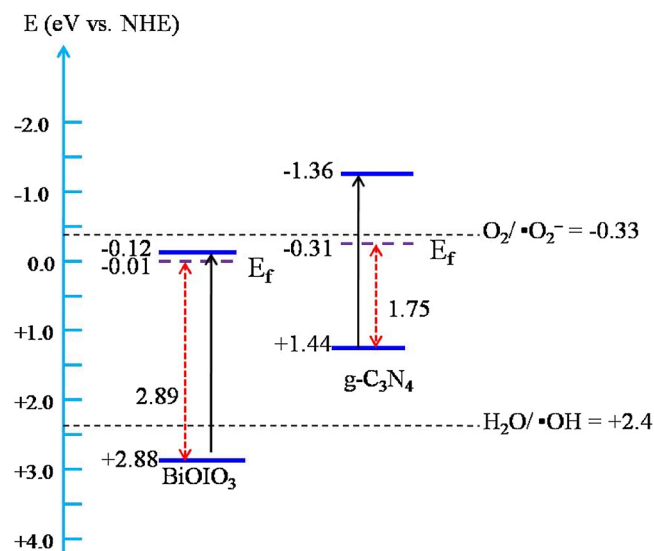 E (eV vs. NHE)
-2.0
-1.36
-1.0
O₂/ ▪O₂⁻ = -0.33
-0.12
-0.31
E_f
0.0
-0.01
E_f
+1.0
1.75
+1.44
g-C₃N₄
2.89
+2.0
H₂O/ ▪OH = +2.4
+2.88
+3.0
BiOIO₃
+4.0